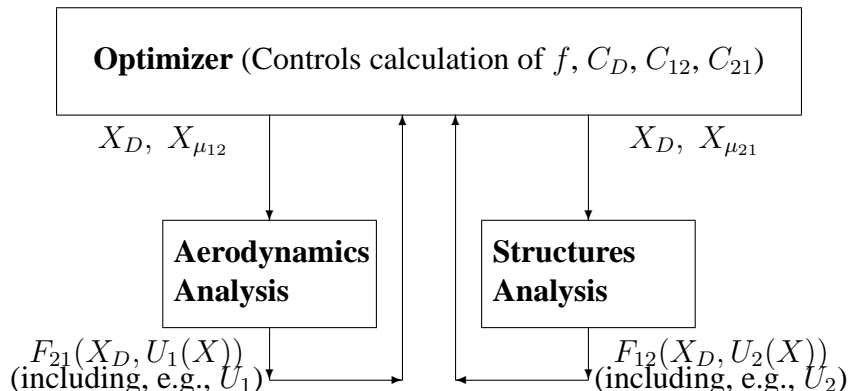 Optimizer (Controls calculation of f, C_D, C_12, C_21)
X_D, X_μ12
X_D, X_μ21
Aerodynamics
Analysis
Structures
Analysis
F_21(X_D, U_1(X))
(including, e.g., U_1)
F_12(X_D, U_2(X))
(including, e.g., U_2)